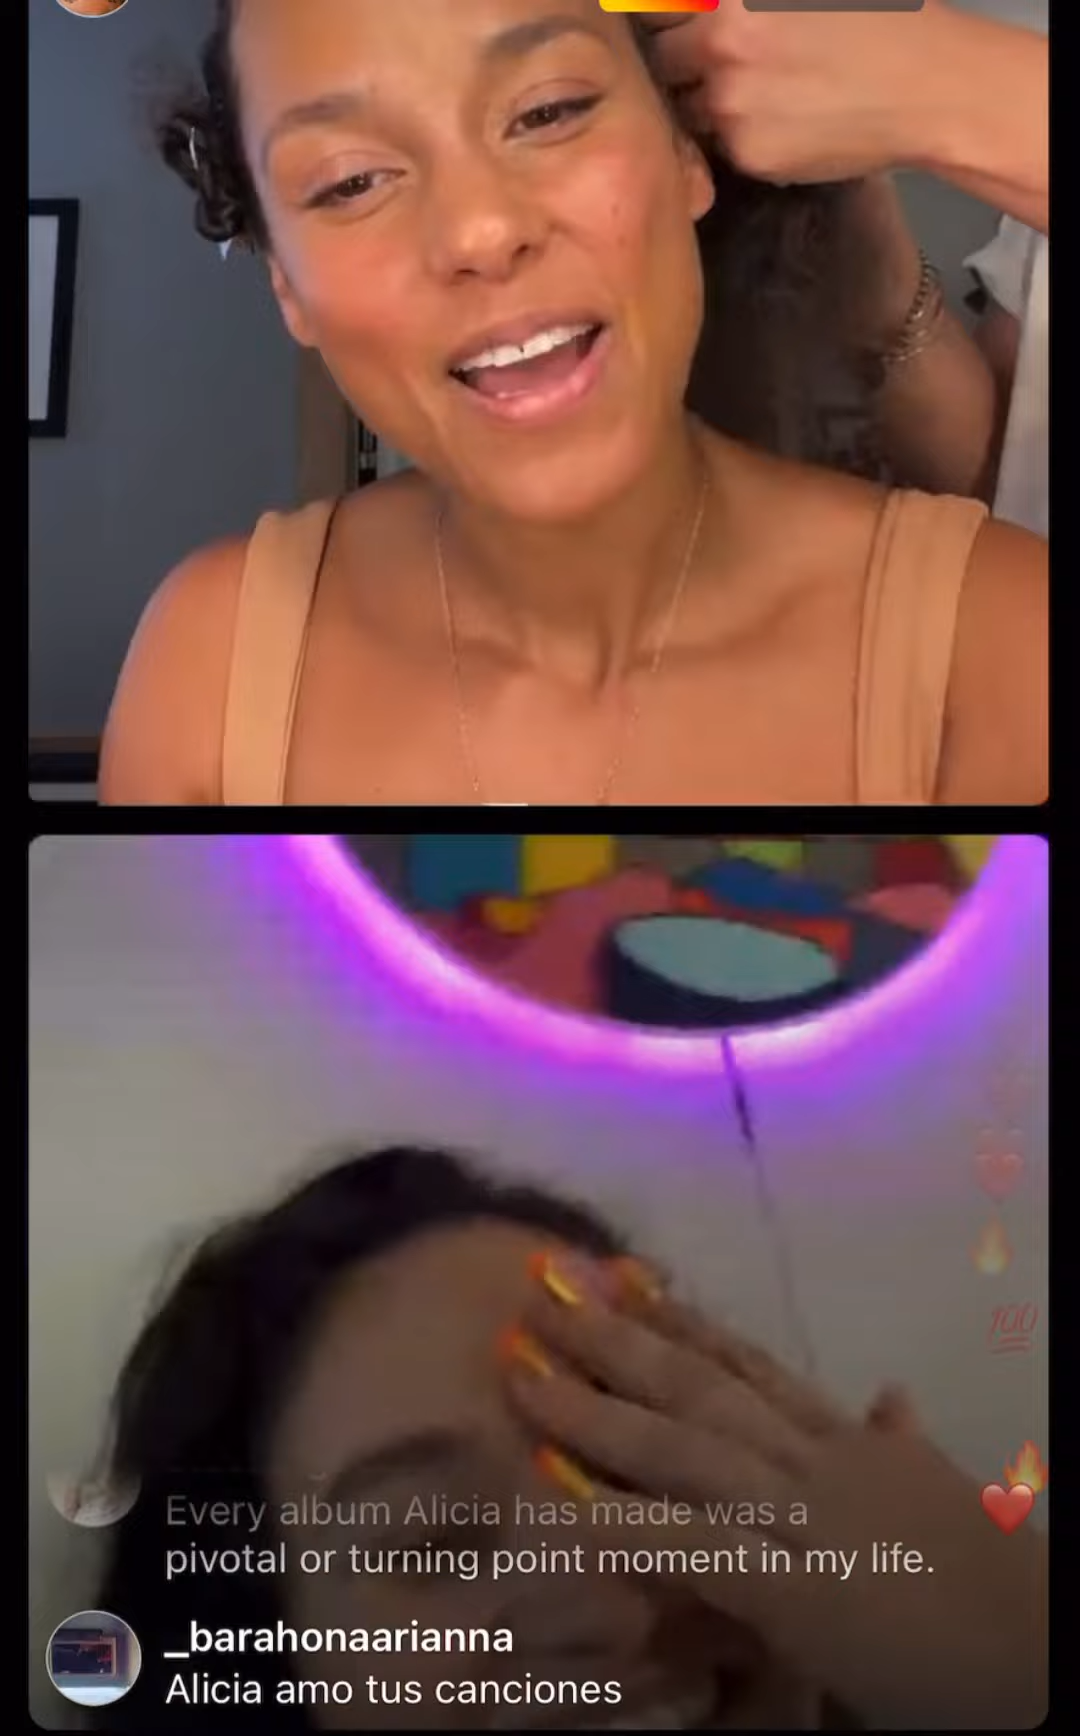 Every album Alicia has made was a
pivotal or turning point moment in my life.
_barahonaarianna
Alicia amo tus canciones